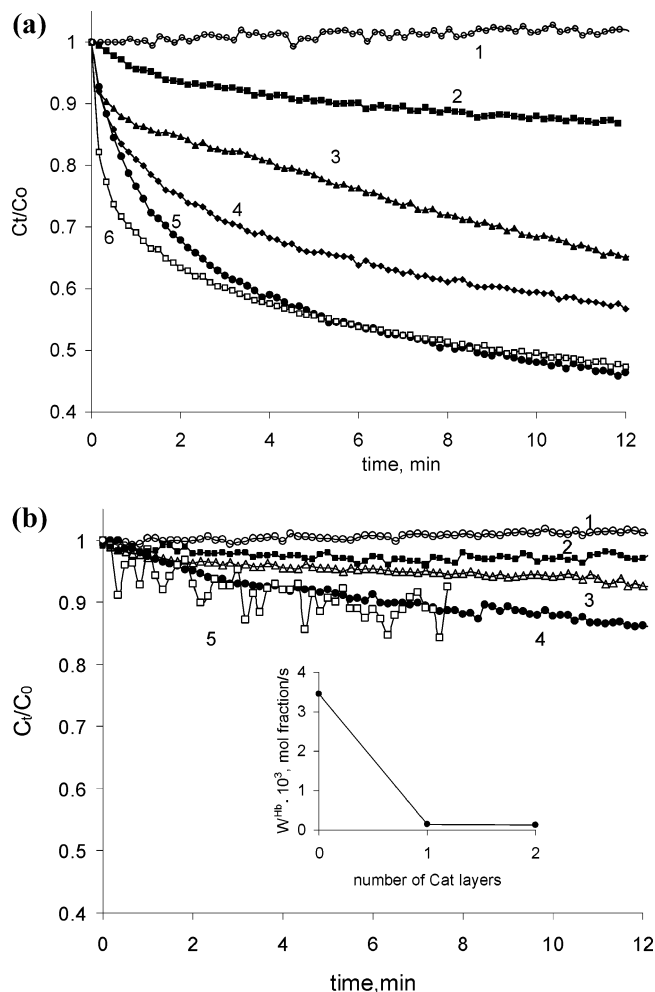 (a)
1
1
0.9
2
3
0.8
4
5
0.7
6
0.6
0.5
0.4
Ct/Co
0 2 4 6 8 10 12
time, min
(b)
1
1
2
0.9
3
5
4
0.8
0.7
0.6
0.5
0.4
Ct/C0
4
3
2
1
0
W^Hb · 10^3, mol fraction/s
0 1 2
number of Cat layers
0 2 4 6 8 10 12
time,min